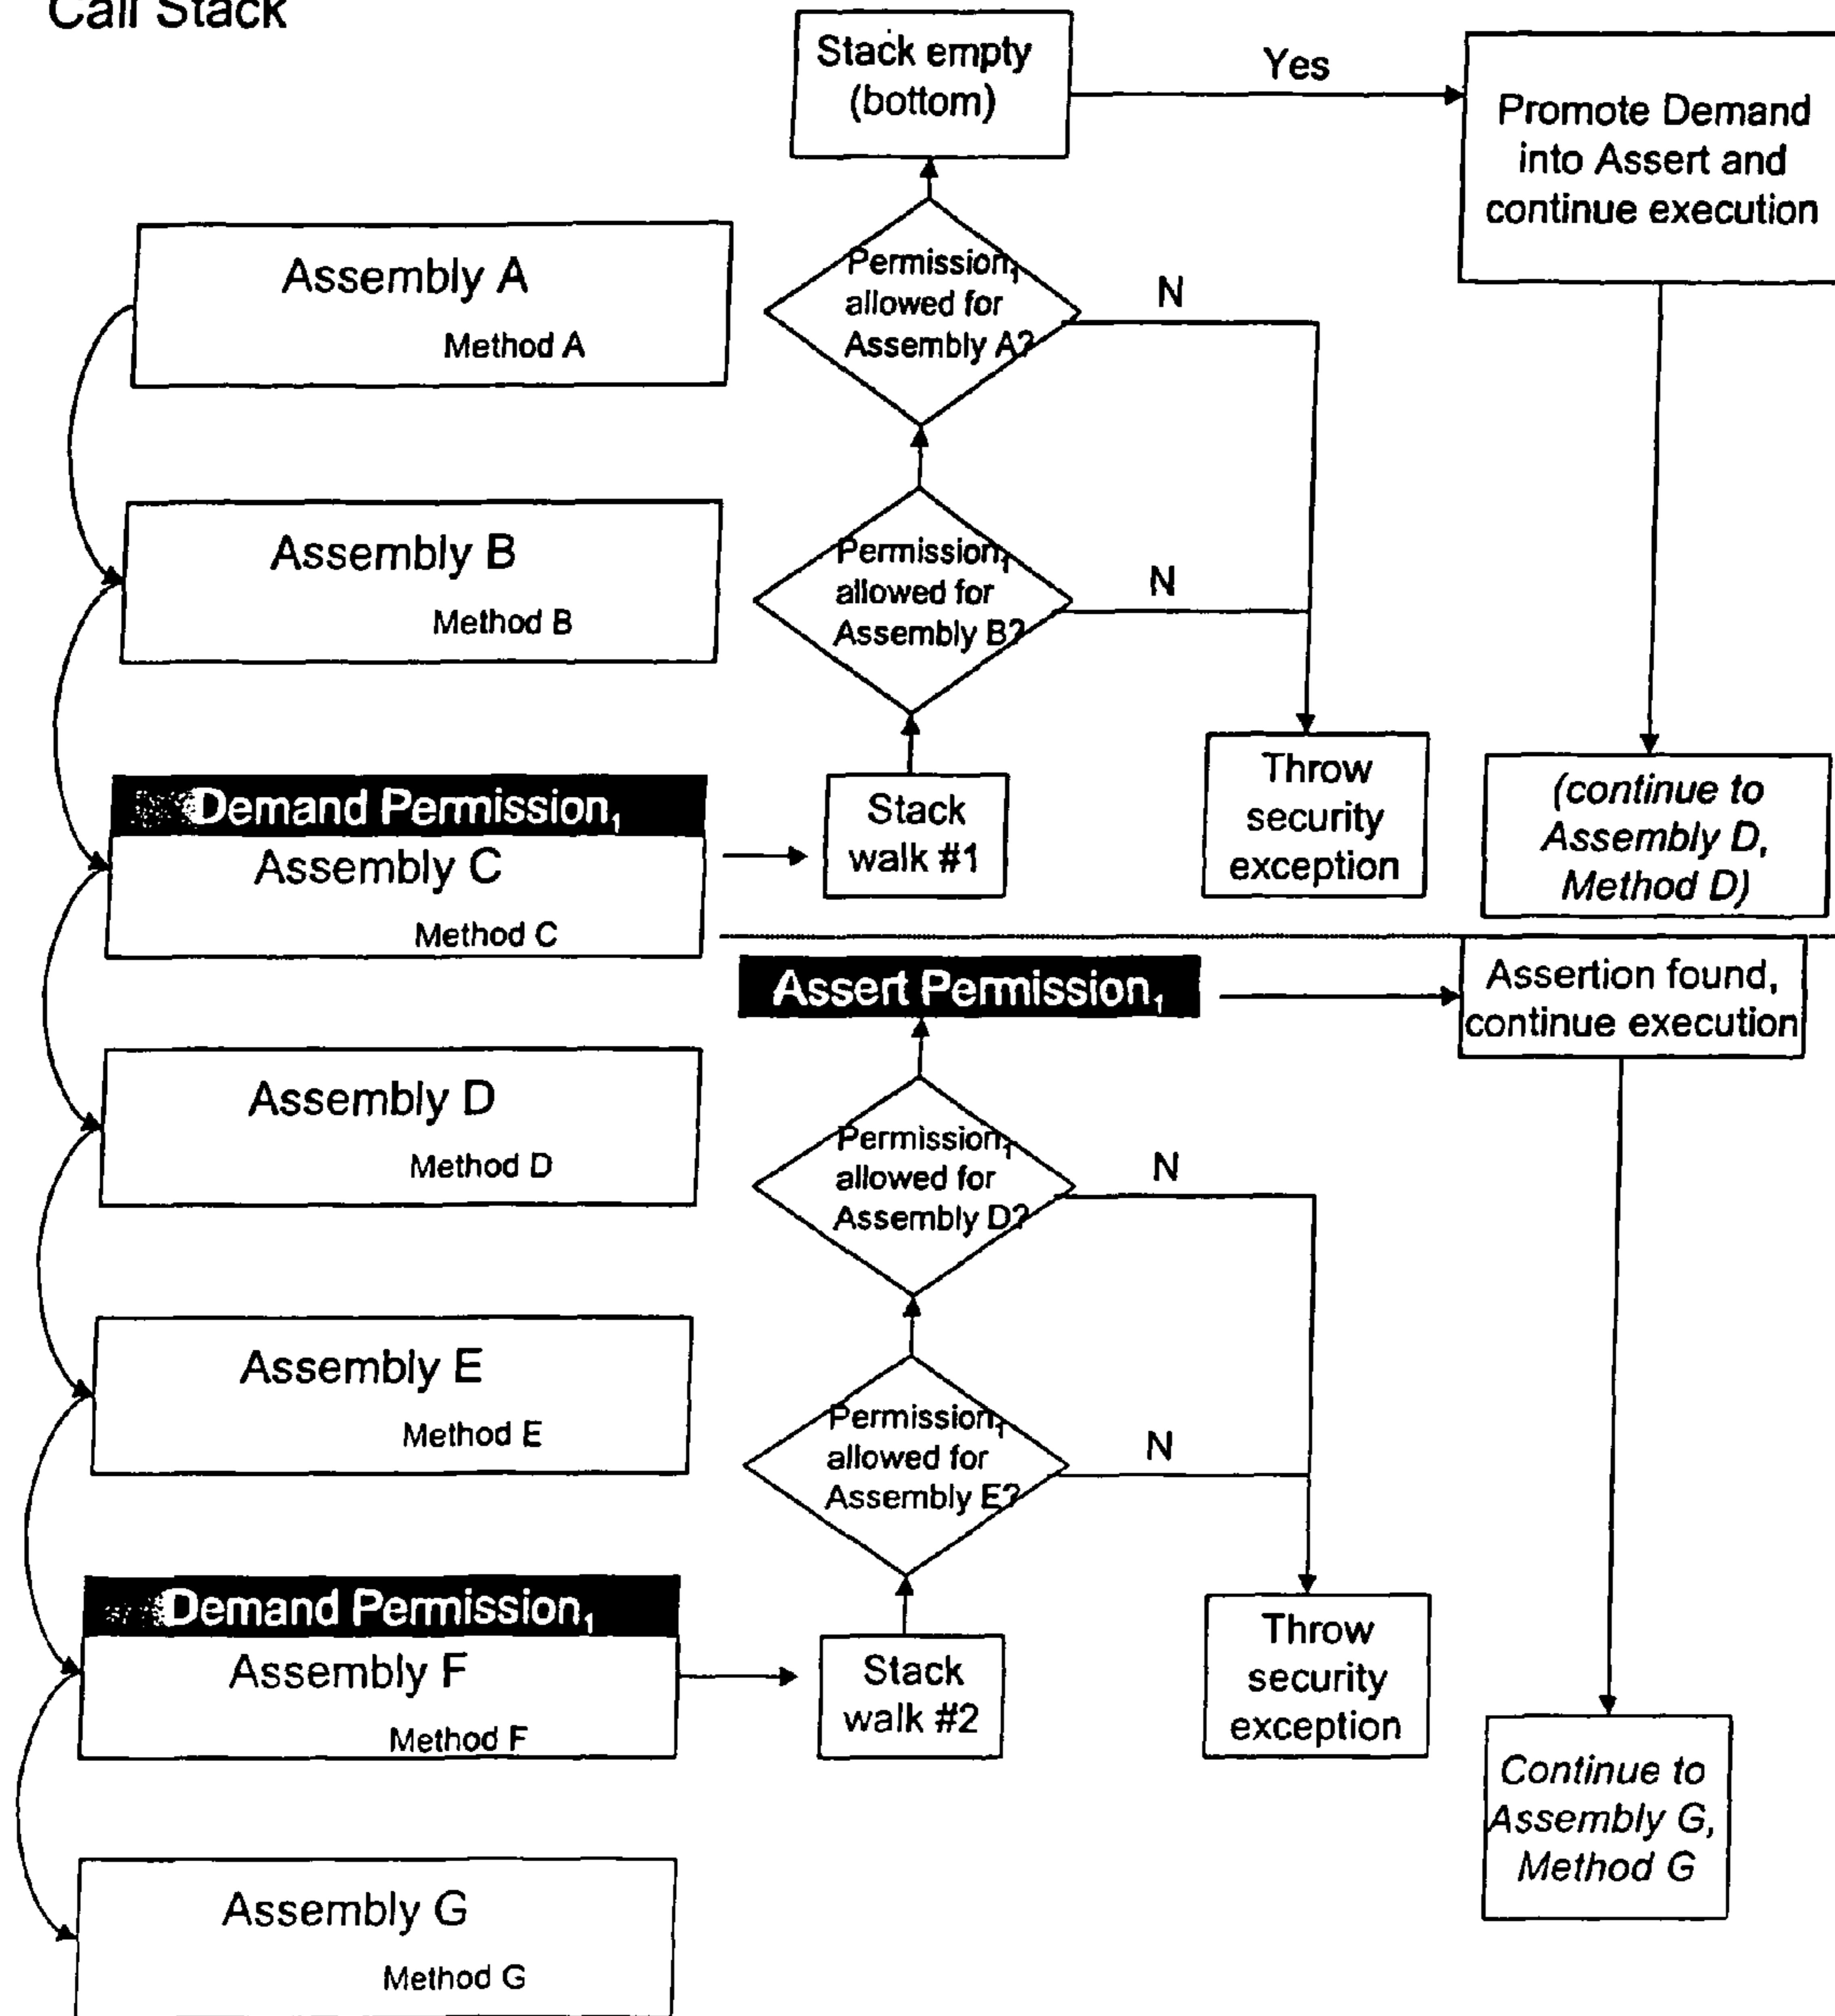 Call Stack
Stack empty
(bottom)
Yes
Promote Demand
into Assert and
continue execution
Assembly A
Method A
Permission1
allowed for
Assembly A?
N
Assembly B
Method B
Permission1
allowed for
Assembly B?
N
Demand Permission1
Assembly C
Method C
Stack
walk #1
Throw
security
exception
(continue to
Assembly D,
Method D)
Assert Permission1
Assertion found,
continue execution
Assembly D
Method D
Permission1
allowed for
Assembly D?
N
Assembly E
Method E
Permission1
allowed for
Assembly E?
N
Demand Permission1
Assembly F
Method F
Stack
walk #2
Throw
security
exception
Continue to
Assembly G,
Method G
Assembly G
Method G